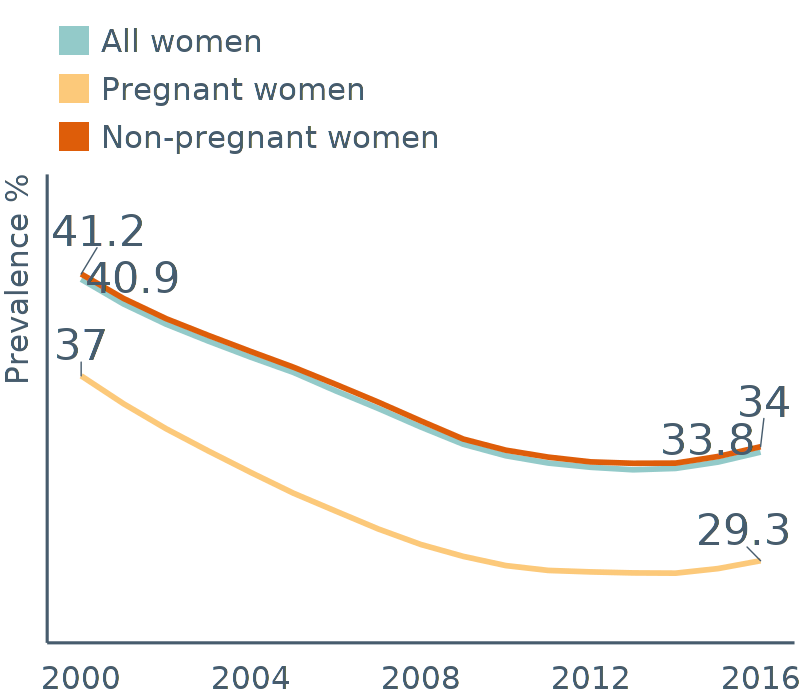 All women
Pregnant women
Non-pregnant women
Prevalence %
41.2
40.9
37
34
33.8
29.3
2000 2004 2008 2012 2016